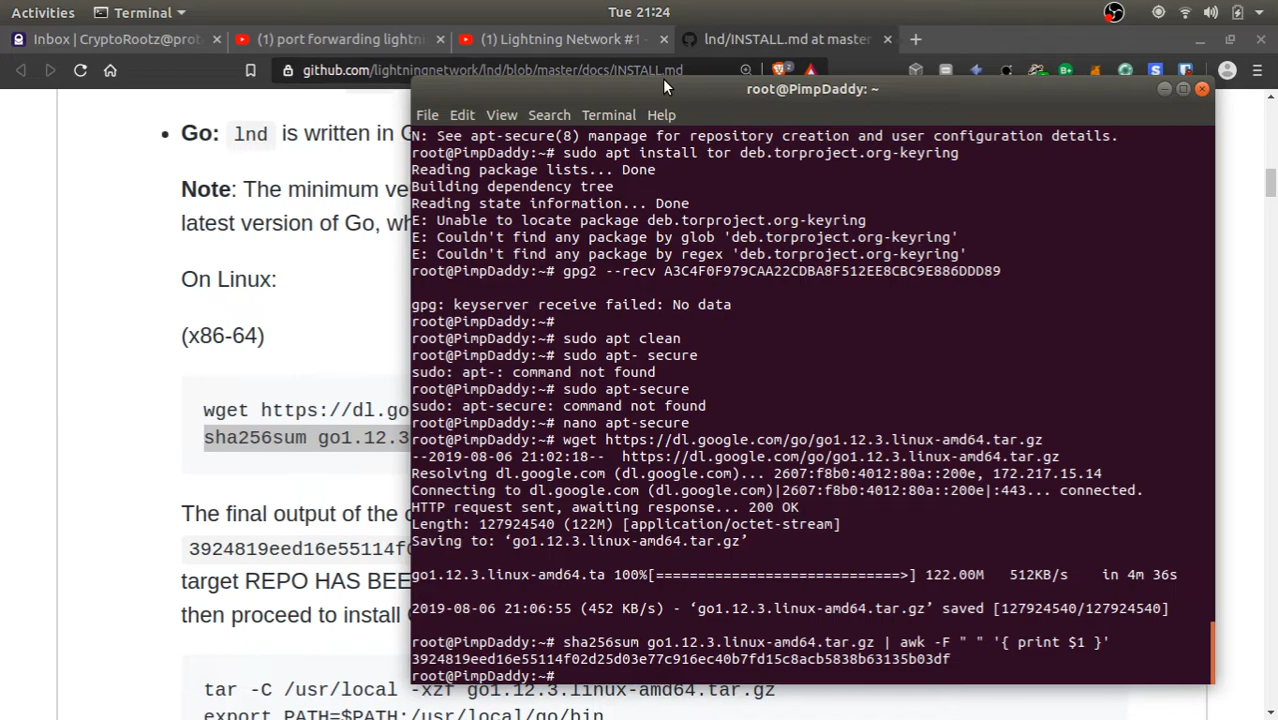 Activities Terminal Tue 21:24
Inbox | CryptoRootz@prot (1) port forwarding lightni (1) Lightning Network #1 - lnd/INSTALL.md at master
github.com/lightningnetwork/lnd/blob/master/docs/INSTALL.md 2
root@PimpDaddy: ~
File Edit View Search Terminal Help
Go: lnd is written in G
Note: The minimum ve
latest version of Go, wh
On Linux:
(x86-64)
wget https://dl.go
sha256sum go1.12.3
The final output of the c
3924819eed16e55114f0
target REPO HAS BEE
then proceed to install G
tar -C /usr/local -xzf go1.12.3.linux-amd64.tar.gz
export PATH=$PATH:/usr/local/go/bin
N: See apt-secure(8) manpage for repository creation and user configuration details.
root@PimpDaddy:~# sudo apt install tor deb.torproject.org-keyring
Reading package lists... Done
Building dependency tree
Reading state information... Done
E: Unable to locate package deb.torproject.org-keyring
E: Couldn't find any package by glob 'deb.torproject.org-keyring'
E: Couldn't find any package by regex 'deb.torproject.org-keyring'
root@PimpDaddy:~# gpg2 --recv A3C4F0F979CAA22CDBA8F512EE8CBC9E886DDD89
gpg: keyserver receive failed: No data
root@PimpDaddy:~#
root@PimpDaddy:~# sudo apt clean
root@PimpDaddy:~# sudo apt- secure
sudo: apt-: command not found
root@PimpDaddy:~# sudo apt-secure
sudo: apt-secure: command not found
root@PimpDaddy:~# nano apt-secure
root@PimpDaddy:~# wget https://dl.google.com/go/go1.12.3.linux-amd64.tar.gz
--2019-08-06 21:02:18-- https://dl.google.com/go/go1.12.3.linux-amd64.tar.gz
Resolving dl.google.com (dl.google.com)... 2607:f8b0:4012:80a::200e, 172.217.15.14
Connecting to dl.google.com (dl.google.com)|2607:f8b0:4012:80a::200e|:443... connected.
HTTP request sent, awaiting response... 200 OK
Length: 127924540 (122M) [application/octet-stream]
Saving to: ‘go1.12.3.linux-amd64.tar.gz’
go1.12.3.linux-amd64.ta 100%[=============================>] 122.00M 512KB/s in 4m 36s
2019-08-06 21:06:55 (452 KB/s) - ‘go1.12.3.linux-amd64.tar.gz’ saved [127924540/127924540]
root@PimpDaddy:~# sha256sum go1.12.3.linux-amd64.tar.gz | awk -F " " '{ print $1 }'
3924819eed16e55114f02d25d03e77c916ec40b7fd15c8acb5838b63135b03df
root@PimpDaddy:~#